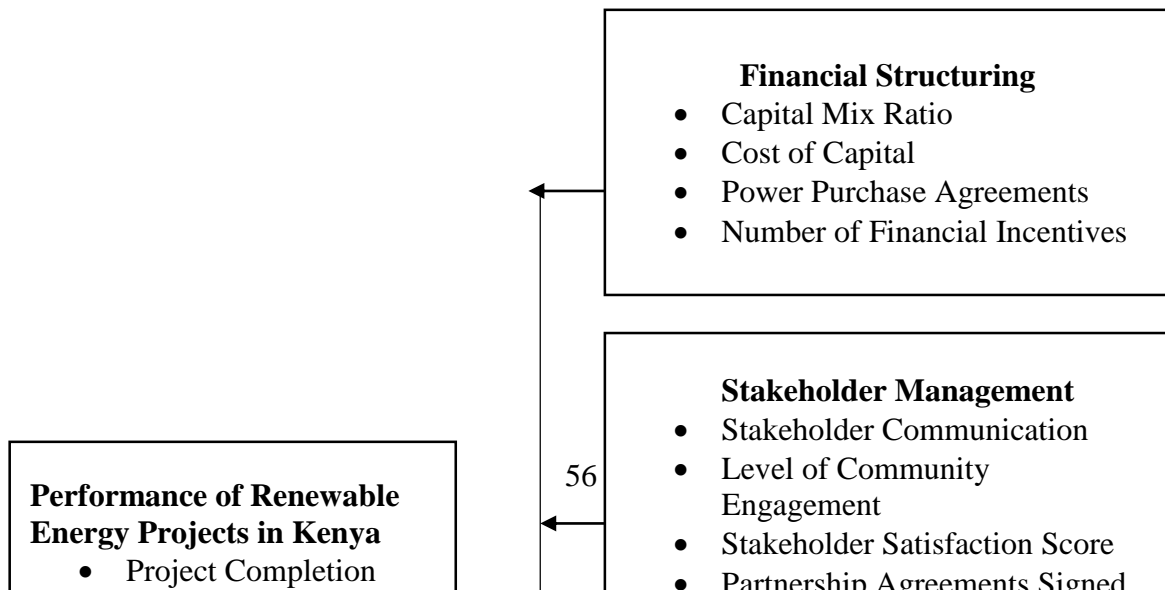 Financial Structuring
• Capital Mix Ratio
• Cost of Capital
• Power Purchase Agreements
• Number of Financial Incentives
Stakeholder Management
• Stakeholder Communication
• Level of Community
Engagement
• Stakeholder Satisfaction Score
• Partnership Agreements Signed
56
Performance of Renewable
Energy Projects in Kenya
• Project Completion